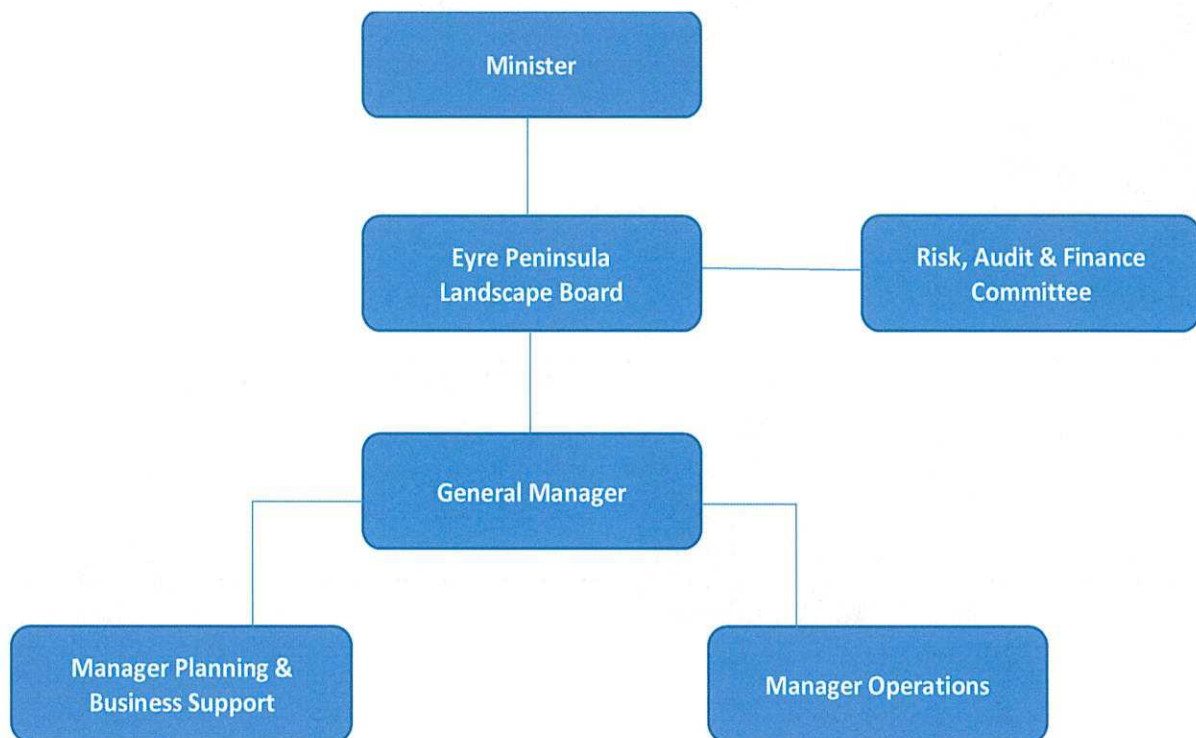 Minister
Eyre Peninsula
Landscape Board
Risk, Audit & Finance
Committee
General Manager
Manager Planning &
Business Support
Manager Operations